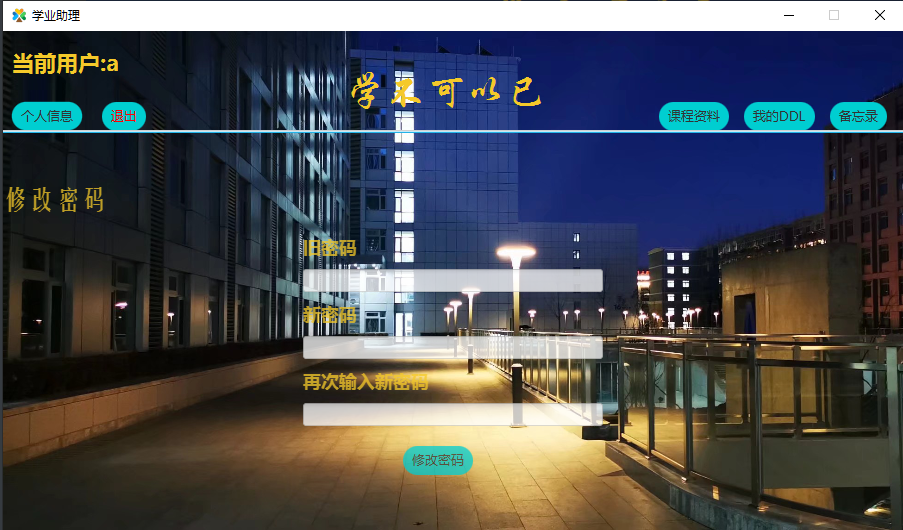 学业助理
当前用户:a
学不可以已
个人信息
退出
课程资料
我的DDL
备忘录
修改密码
旧密码
新密码
再次输入新密码
修改密码